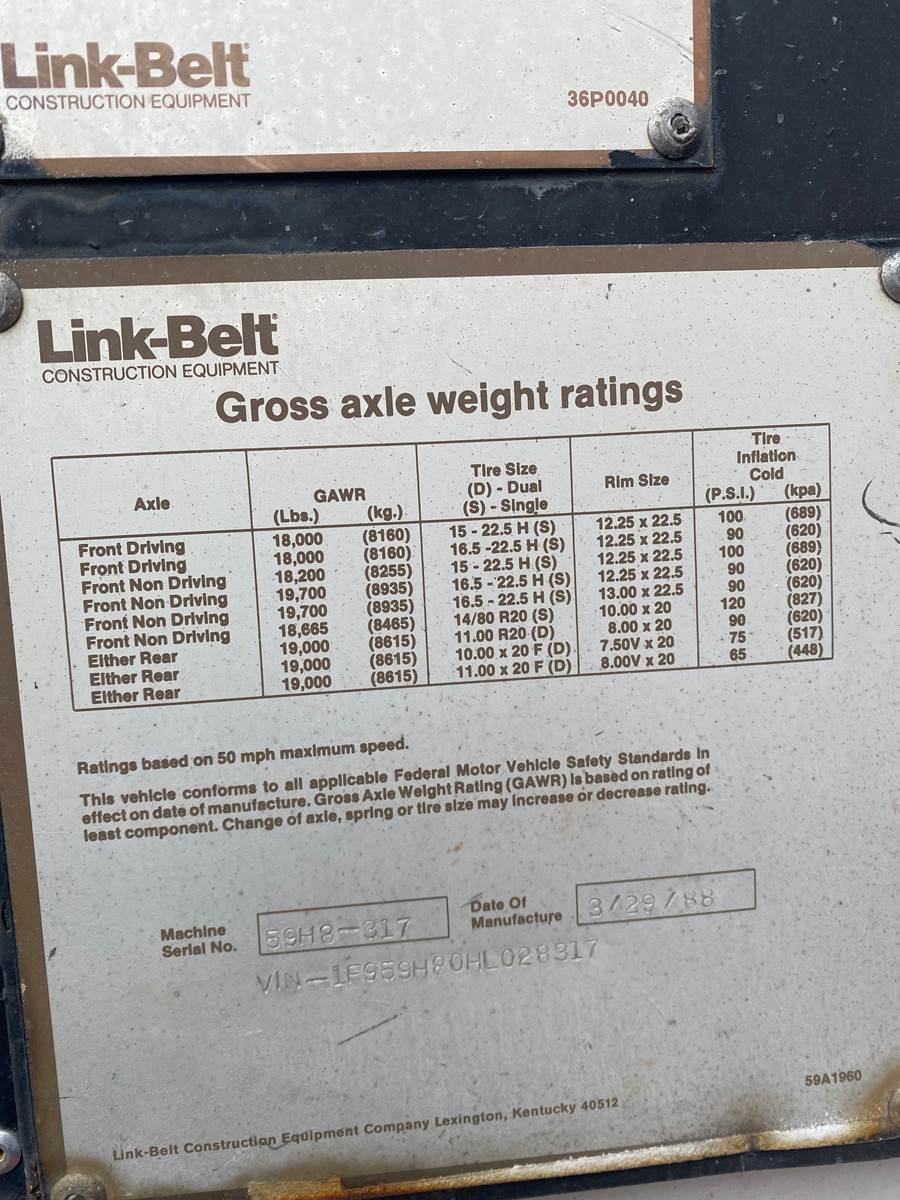 Link-Belt®
CONSTRUCTION EQUIPMENT
36P0040
Link-Belt®
CONSTRUCTION EQUIPMENT
Gross axle weight ratings
Axle GAWR (Lbs.) (kg.) Tire Size (D) - Dual (S) - Single Rim Size Tire Inflation Cold (P.S.I.) (kpa)
Front Driving 18,000 (8160) 15 - 22.5 H (S) 12.25 x 22.5 100 (689)
Front Driving 18,000 (8160) 16.5 -22.5 H (S) 12.25 x 22.5 90 (620)
Front Non Driving 18,200 (8255) 15 - 22.5 H (S) 12.25 x 22.5 100 (689)
Front Non Driving 19,700 (8935) 16.5 - 22.5 H (S) 12.25 x 22.5 90 (620)
Front Non Driving 19,700 (8935) 16.5 - 22.5 H (S) 13.00 x 22.5 90 (620)
Front Non Driving 18,665 (8465) 14/80 R20 (S) 10.00 x 20 120 (827)
Either Rear 19,000 (8615) 11.00 R20 (D) 8.00 x 20 90 (620)
Either Rear 19,000 (8615) 10.00 x 20 F (D) 7.50V x 20 75 (517)
Either Rear 19,000 (8615) 11.00 x 20 F (D) 8.00V x 20 65 (448)
Ratings based on 50 mph maximum speed.
This vehicle conforms to all applicable Federal Motor Vehicle Safety Standards in
effect on date of manufacture. Gross Axle Weight Rating (GAWR) is based on rating of
least component. Change of axle, spring or tire size may increase or decrease rating.
Machine Serial No. 59H8-317 Date Of Manufacture 3/29/88
VIN-1F959H80HL028317
59A1960
Link-Belt Construction Equipment Company Lexington, Kentucky 40512